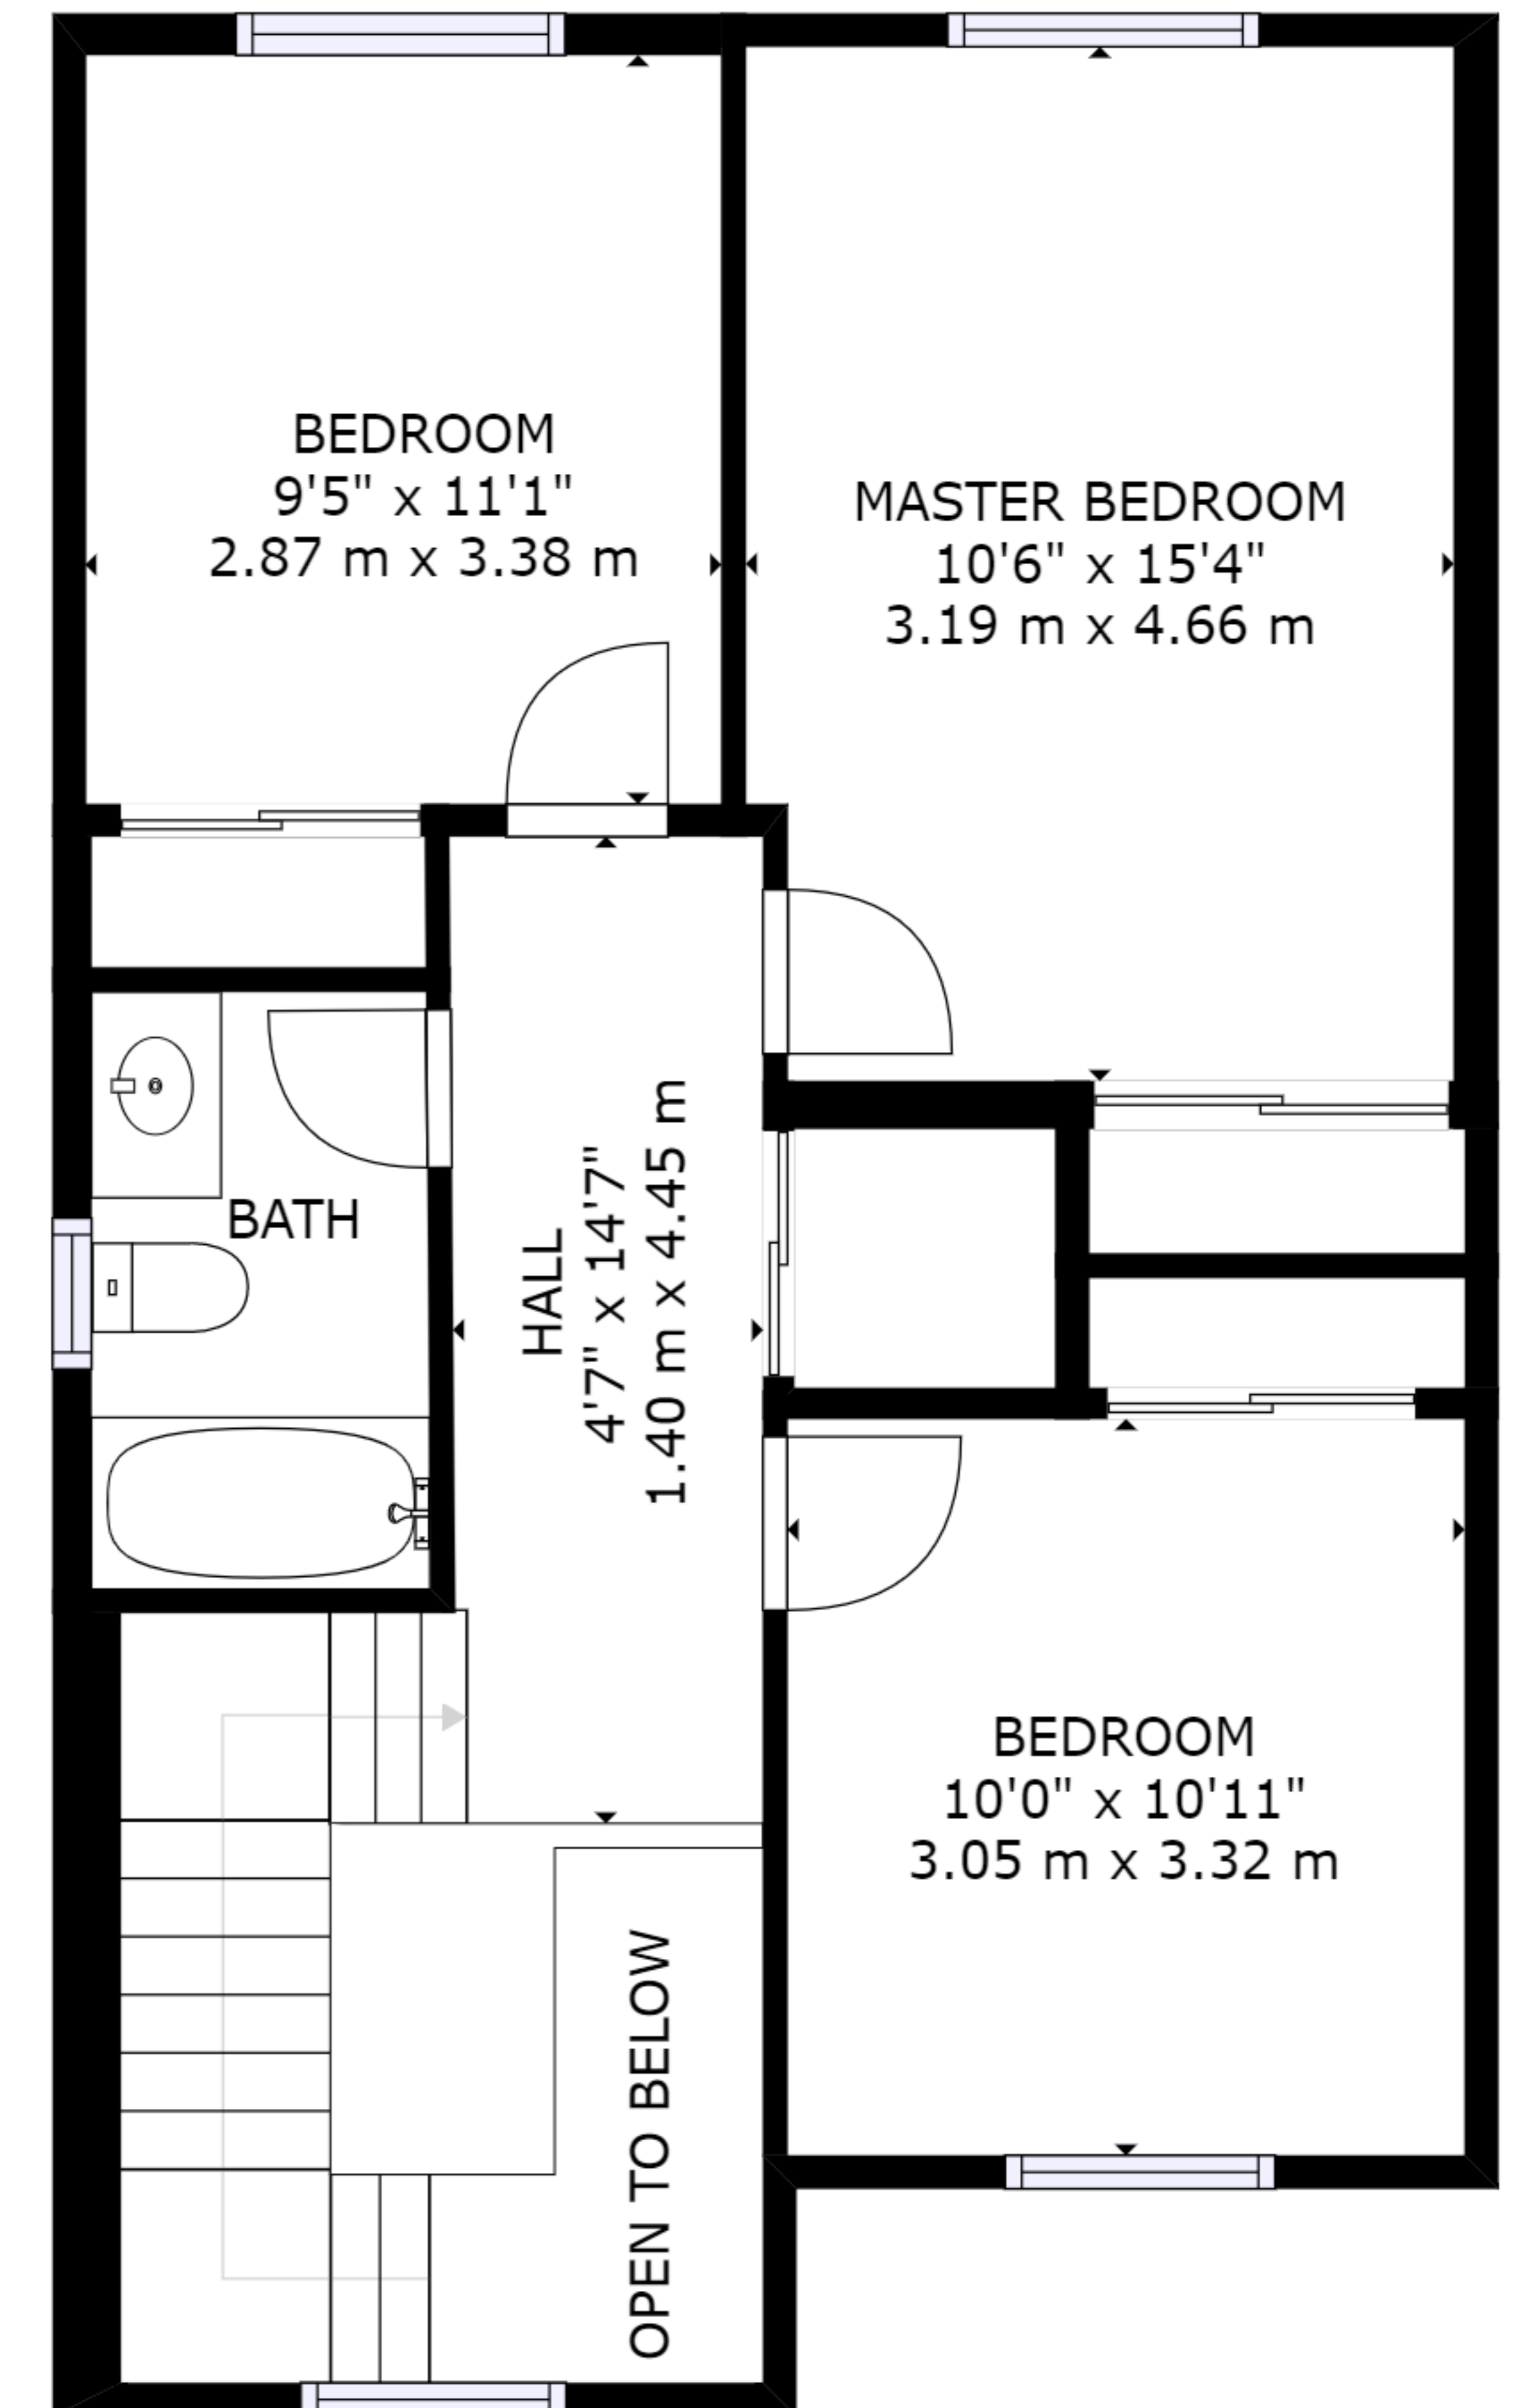 BEDROOM
9'5" x 11'1"
2.87 m x 3.38 m
MASTER BEDROOM
10'6" x 15'4"
3.19 m x 4.66 m
BATH
HALL
4'7" x 14'7"
1.40 m x 4.45 m
BEDROOM
10'0" x 10'11"
3.05 m x 3.32 m
OPEN TO BELOW